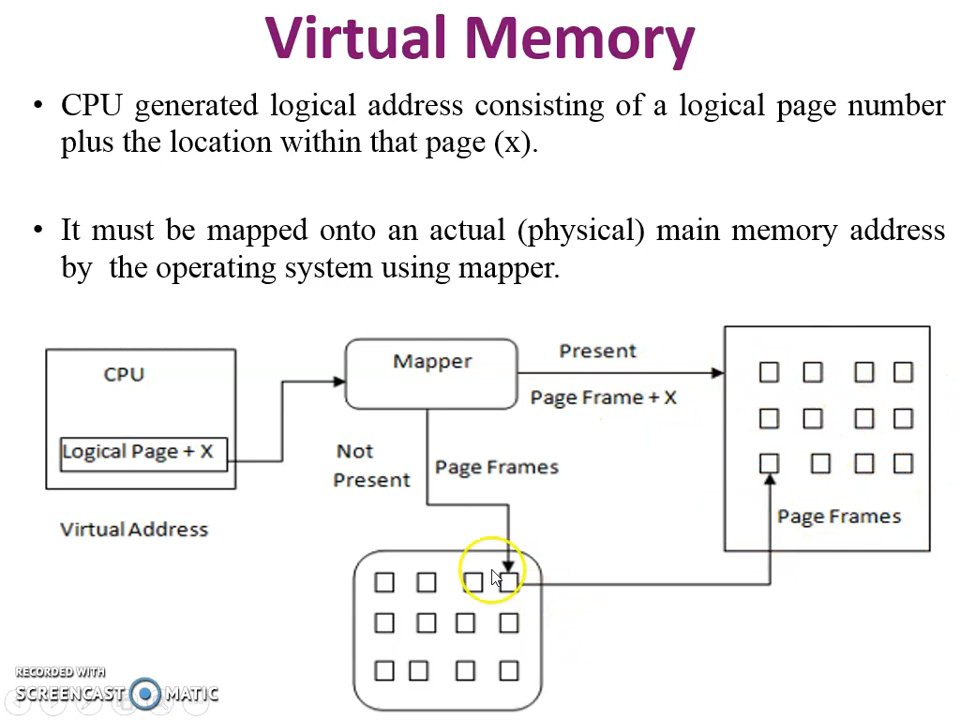 Virtual Memory
• CPU generated logical address consisting of a logical page number
plus the location within that page (x).
• It must be mapped onto an actual (physical) main memory address
by the operating system using mapper.
CPU
Logical Page + X
Virtual Address
Mapper
Present
Page Frame + X
Not
Present
Page Frames
Page Frames
RECORDED WITH
SCREENCAST MATIC